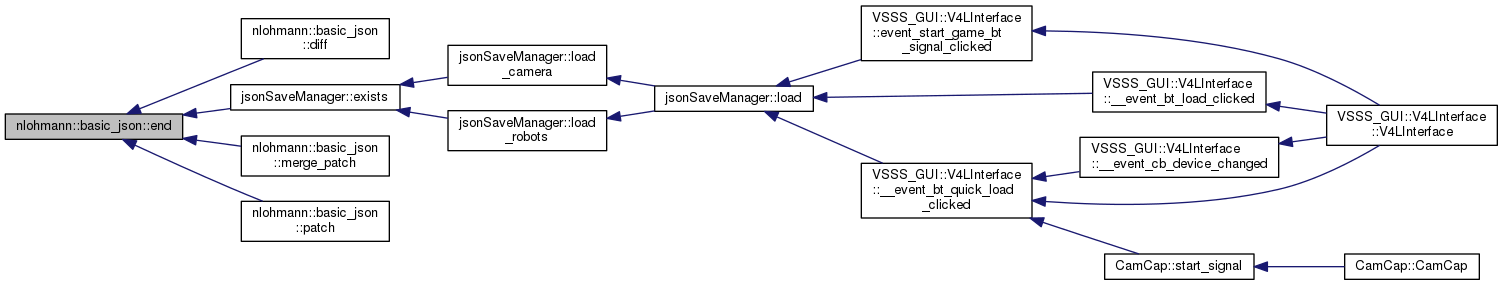 nlohmann::basic_json::end
nlohmann::basic_json
::diff
jsonSaveManager::exists
nlohmann::basic_json
::merge_patch
nlohmann::basic_json
::patch
jsonSaveManager::load
_camera
jsonSaveManager::load
_robots
jsonSaveManager::load
VSSS_GUI::V4LInterface
::event_start_game_bt
_signal_clicked
VSSS_GUI::V4LInterface
::__event_bt_load_clicked
VSSS_GUI::V4LInterface
::__event_cb_device_changed
VSSS_GUI::V4LInterface
::__event_bt_quick_load
_clicked
VSSS_GUI::V4LInterface
::V4LInterface
CamCap::start_signal
CamCap::CamCap